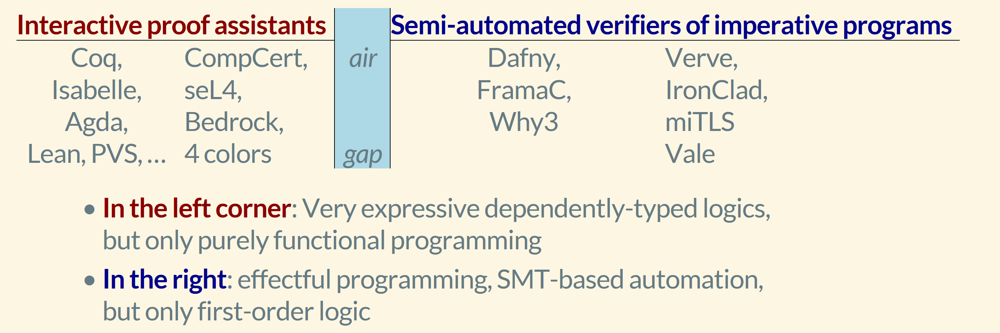 Interactive proof assistants Semi-automated verifiers of imperative programs
Coq, CompCert, air Dafny, Verve,
Isabelle, seL4, FramaC, IronClad,
Agda, Bedrock, Why3 miTLS
Lean, PVS, ... 4 colors gap Vale
• In the left corner: Very expressive dependently-typed logics,
but only purely functional programming
• In the right: effectful programming, SMT-based automation,
but only first-order logic